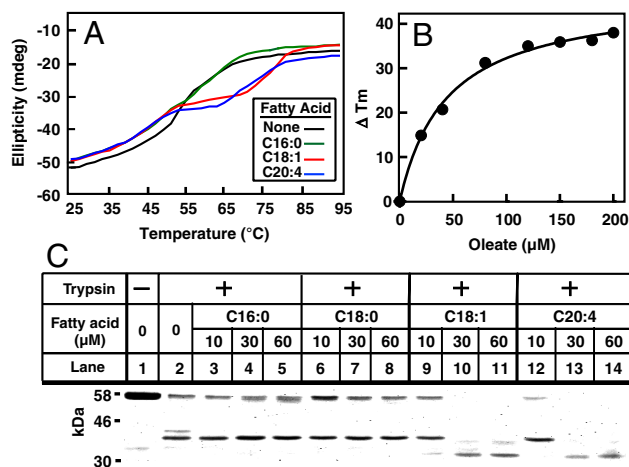 A
Ellipticity (mdeg)
-10
-20
-30
-40
-50
-60
Fatty Acid
None
C16:0
C18:1
C20:4
25 35 45 55 65 75 85 95
Temperature (°C)
B
Δ Tm
40
30
20
10
0
0 50 100 150 200
Oleate (µM)
C
Trypsin − + + + +
Fatty acid (µM) 0 0 C16:0 C18:0 C18:1 C20:4
10 30 60 10 30 60 10 30 60 10 30 60
Lane 1 2 3 4 5 6 7 8 9 10 11 12 13 14
kDa
58
46
30